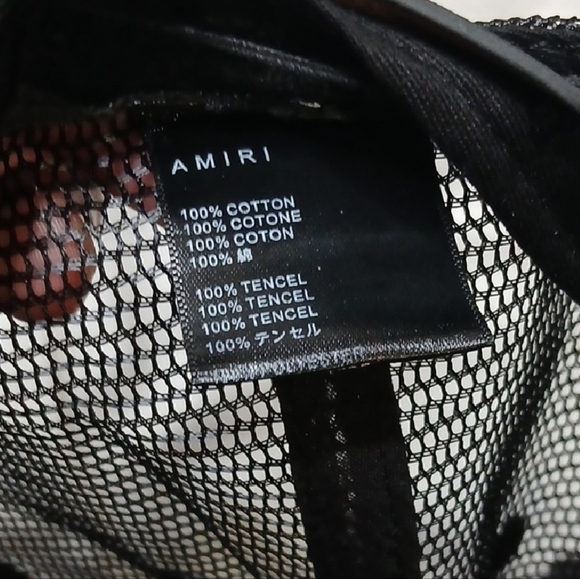 AMIRI
100% COTTON
100% COTONE
100% COTON
100% 綿
100% TENCEL
100% TENCEL
100% TENCEL
100% テンセル